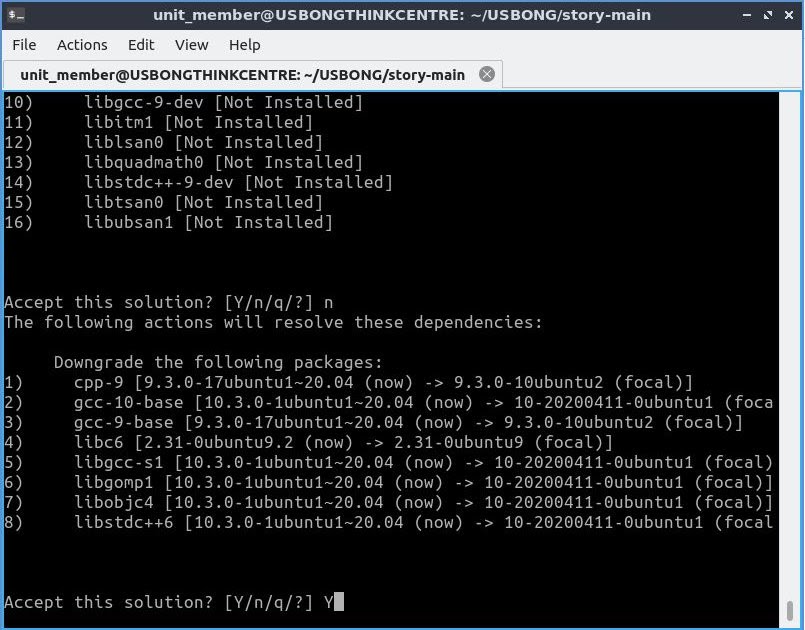 unit_member@USBONGTHINKCENTRE: ~/USBONG/story-main
File Actions Edit View Help
unit_member@USBONGTHINKCENTRE: ~/USBONG/story-main
10) libgcc-9-dev [Not Installed]
11) libitm1 [Not Installed]
12) liblsan0 [Not Installed]
13) libquadmath0 [Not Installed]
14) libstdc++-9-dev [Not Installed]
15) libtsan0 [Not Installed]
16) libubsan1 [Not Installed]
Accept this solution? [Y/n/q/?] n
The following actions will resolve these dependencies:
Downgrade the following packages:
1) cpp-9 [9.3.0-17ubuntu1~20.04 (now) -> 9.3.0-10ubuntu2 (focal)]
2) gcc-10-base [10.3.0-1ubuntu1~20.04 (now) -> 10-20200411-0ubuntu1 (foca
3) gcc-9-base [9.3.0-17ubuntu1~20.04 (now) -> 9.3.0-10ubuntu2 (focal)]
4) libc6 [2.31-0ubuntu9.2 (now) -> 2.31-0ubuntu9 (focal)]
5) libgcc-s1 [10.3.0-1ubuntu1~20.04 (now) -> 10-20200411-0ubuntu1 (focal)
6) libgomp1 [10.3.0-1ubuntu1~20.04 (now) -> 10-20200411-0ubuntu1 (focal)]
7) libobjc4 [10.3.0-1ubuntu1~20.04 (now) -> 10-20200411-0ubuntu1 (focal)]
8) libstdc++6 [10.3.0-1ubuntu1~20.04 (now) -> 10-20200411-0ubuntu1 (focal
Accept this solution? [Y/n/q/?] Y